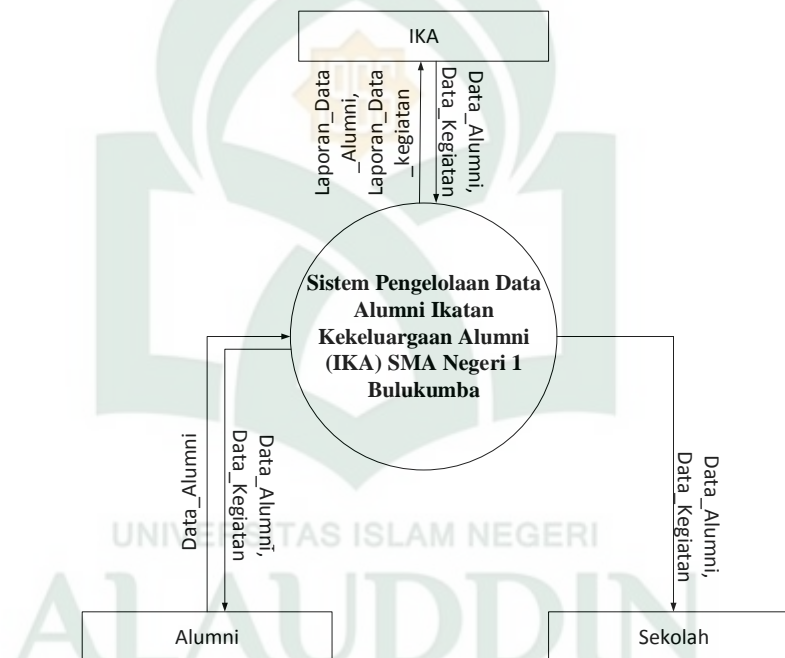 IKA
Laporan_Data
_Alumni,
Laporan_Data
_kegiatan
Data_Alumni,
Data_Kegiatan
Sistem Pengelolaan Data
Alumni Ikatan
Kekeluargaan Alumni
(IKA) SMA Negeri 1
Bulukumba
Data_Alumni
Data_Alumni,
Data_Kegiatan
Data_Alumni,
Data_Kegiatan
UNIVERSITAS ISLAM NEGERI
ALAUDDIN
Alumni
Sekolah